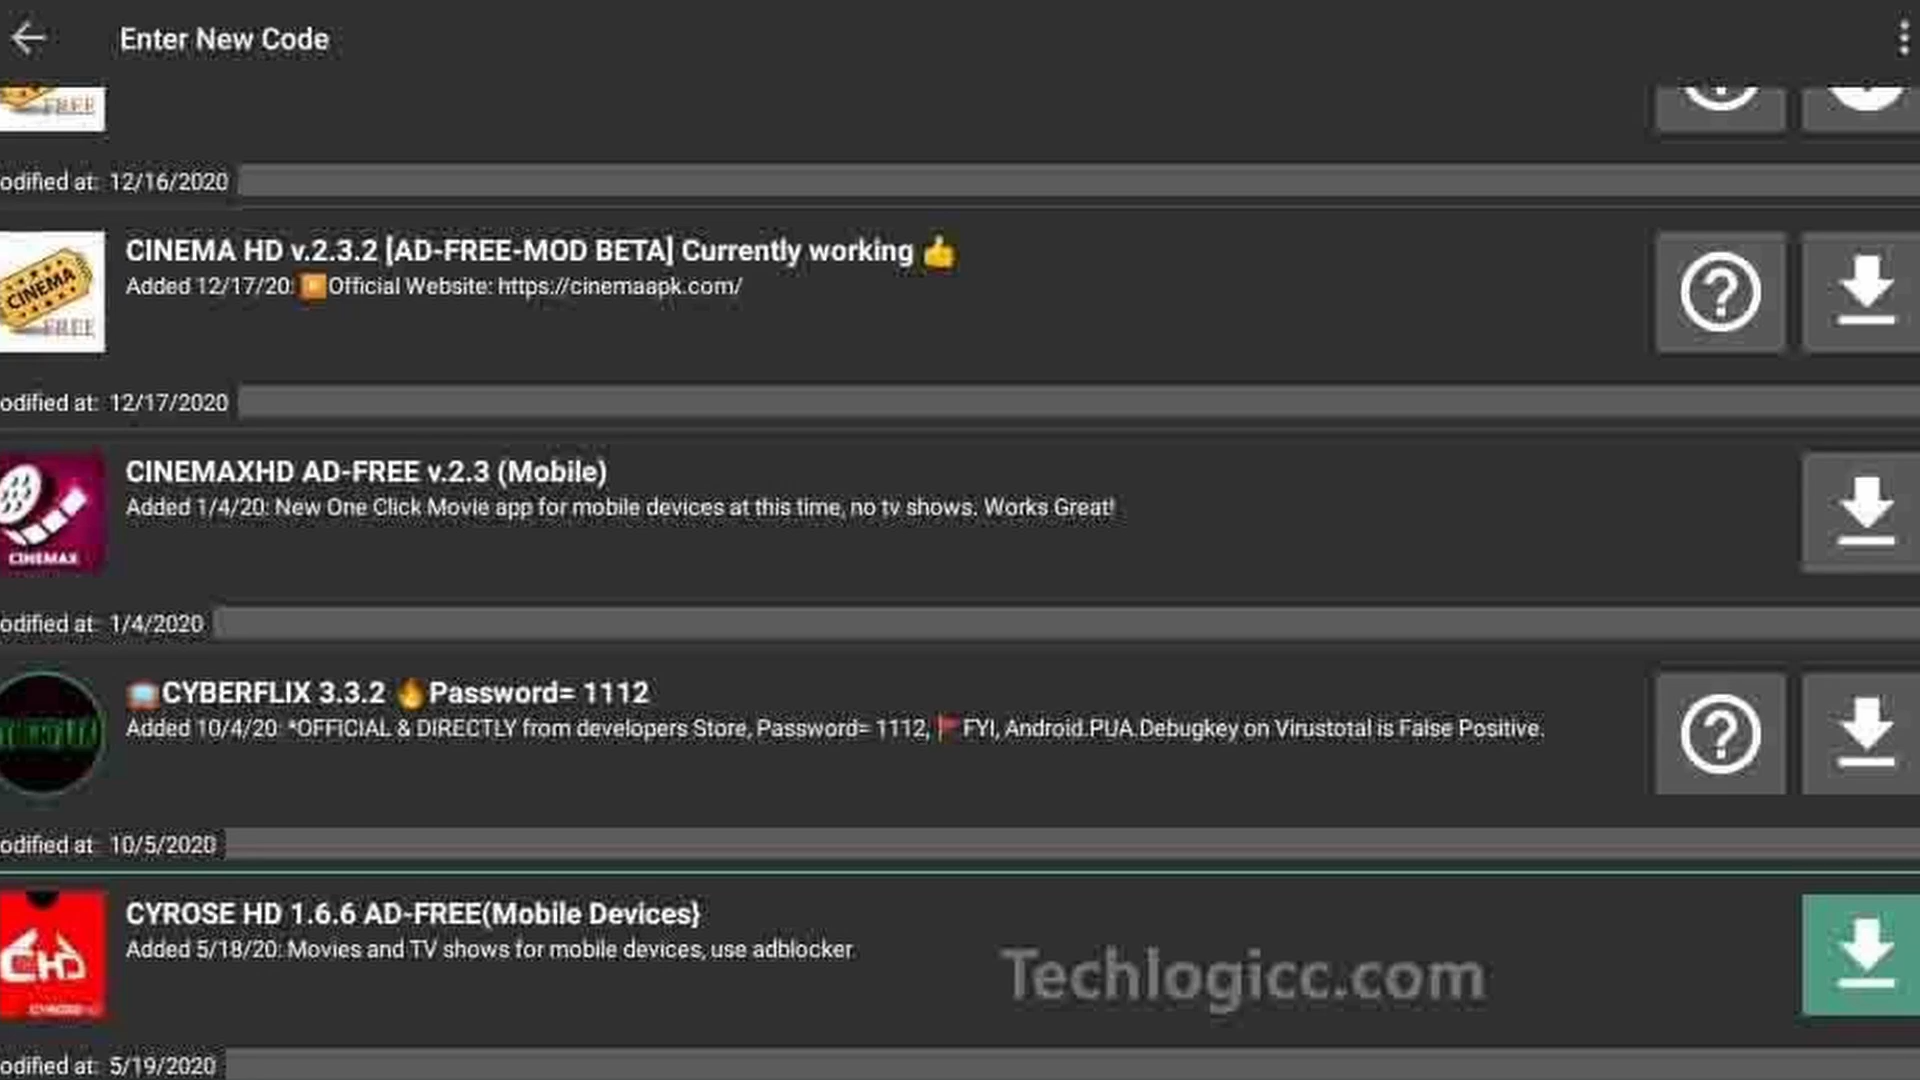 Enter New Code
FREE
odified at: 12/16/2020
CINEMA HD v.2.3.2 [AD-FREE-MOD BETA] Currently working 👍
Added 12/17/20: ▶️Official Website: https://cinemaapk.com/
CINEMA
FREE
odified at: 12/17/2020
CINEMAXHD AD-FREE v.2.3 (Mobile)
Added 1/4/20: New One Click Movie app for mobile devices at this time, no tv shows. Works Great!
CINEMAX
odified at: 1/4/2020
📺CYBERFLIX 3.3.2 🔥Password= 1112
Added 10/4/20: *OFFICIAL & DIRECTLY from developers Store, Password= 1112, 🚩FYI, Android.PUA.Debugkey on Virustotal is False Positive.
odified at: 10/5/2020
CYROSE HD 1.6.6 AD-FREE(Mobile Devices}
Added 5/18/20: Movies and TV shows for mobile devices, use adblocker.
CHD
Techlogicc.com
odified at: 5/19/2020